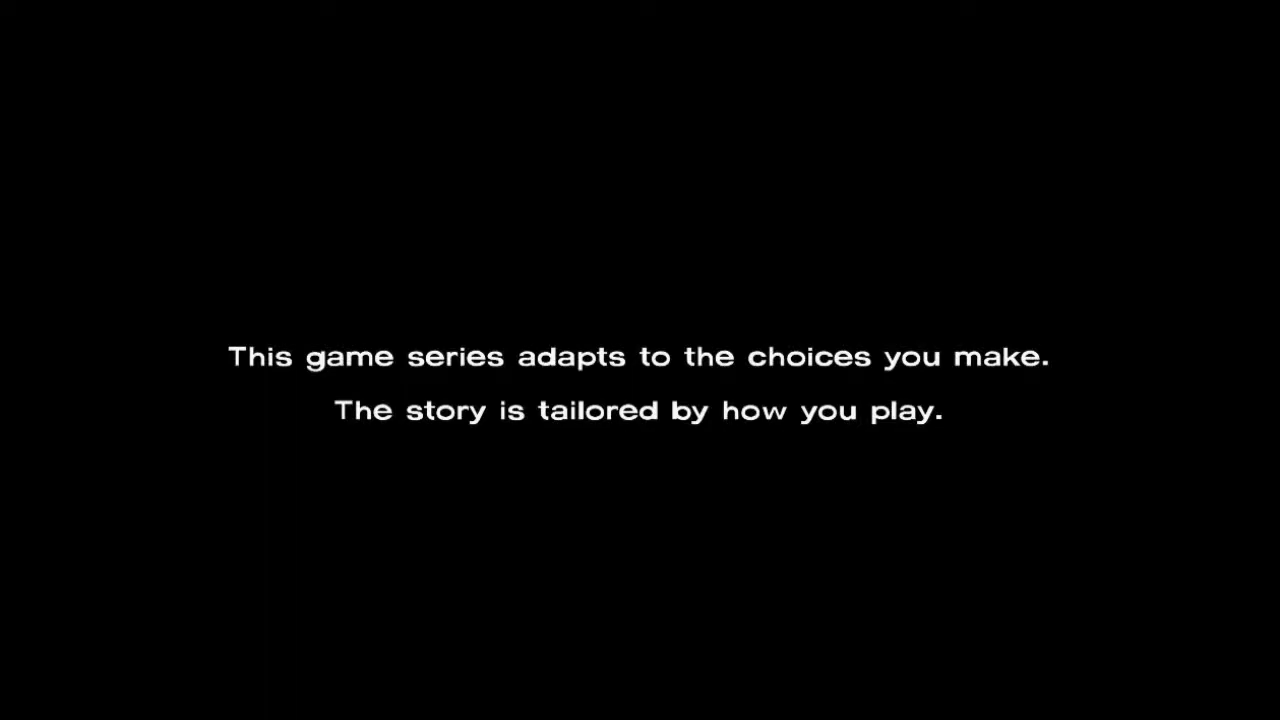 This game series adapts to the choices you make.
The story is tailored by how you play.